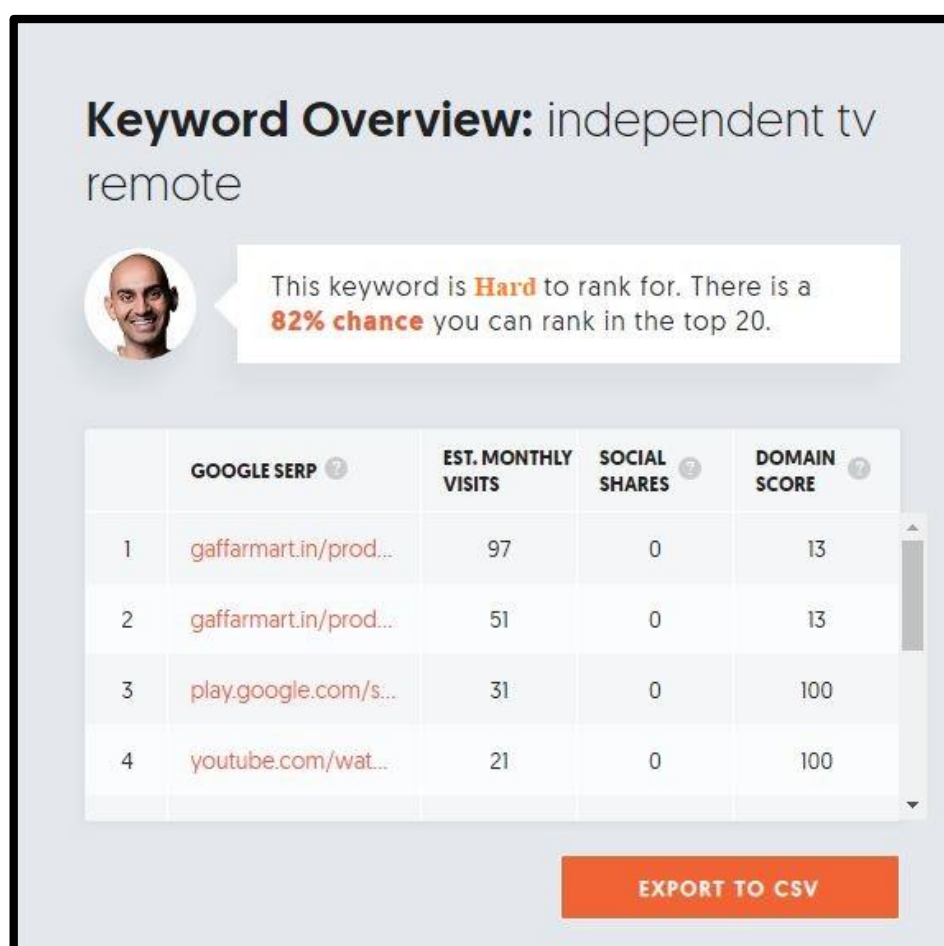 Keyword Overview: independent tv
remote
This keyword is Hard to rank for. There is a
82% chance you can rank in the top 20.
GOOGLE SERP ? EST. MONTHLY VISITS SOCIAL SHARES ? DOMAIN SCORE ?
1 gaffarmart.in/prod... 97 0 13
2 gaffarmart.in/prod... 51 0 13
3 play.google.com/s... 31 0 100
4 youtube.com/wat... 21 0 100
EXPORT TO CSV